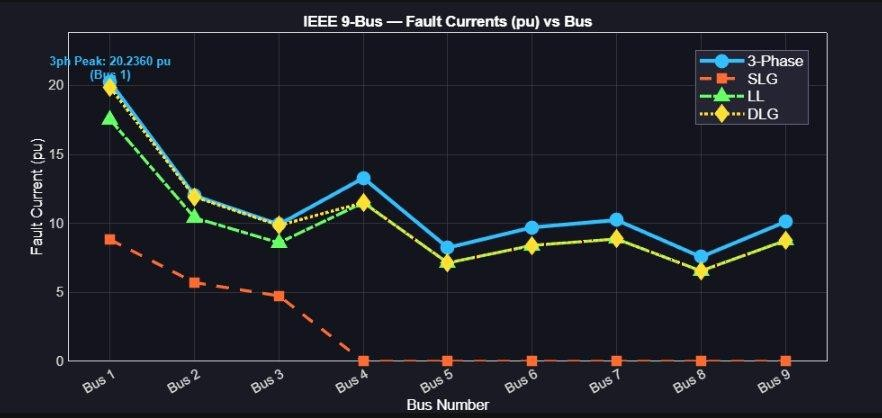 IEEE 9-Bus — Fault Currents (pu) vs Bus
3ph Peak: 20.2360 pu
(Bus 1)
3-Phase
SLG
LL
DLG
Fault Current (pu)
20
15
10
5
0
Bus 1
Bus 2
Bus 3
Bus 4
Bus 5
Bus 6
Bus 7
Bus 8
Bus 9
Bus Number